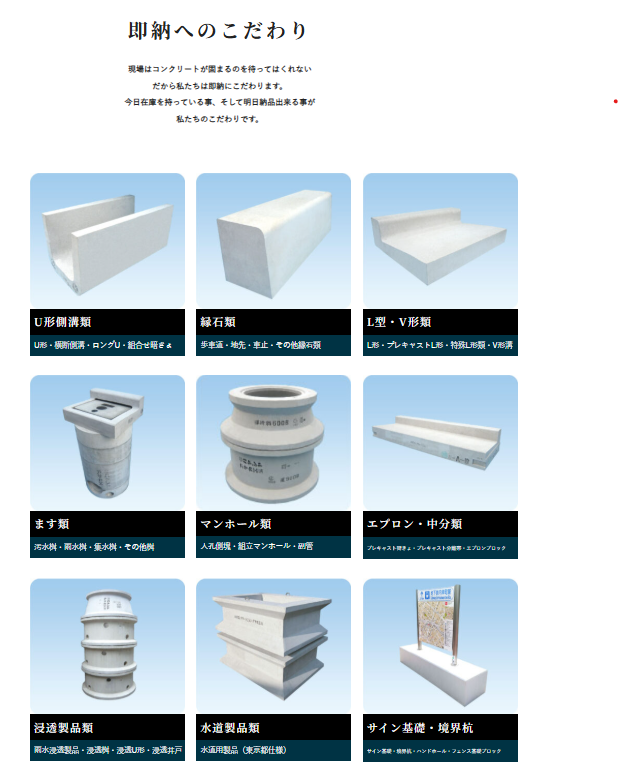 即納へのこだわり
現場はコンクリートが固まるのを待ってはくれない
だから私たちは即納にこだわります。
今日在庫を持っている事、そして明日納品出来る事が
私たちのこだわりです。
U形側溝類
U形・横断側溝・ロングU・組合せ暗きょ
縁石類
歩車道・地先・車止・その他縁石類
L型・V形類
L形・プレキャストL形・特殊L形類・V形溝
ます類
汚水桝・雨水桝・集水桝・その他桝
マンホール類
人孔側塊・組立マンホール・副管
エプロン・中分類
プレキャスト街きょ・プレキャスト分離帯・エプロンブロック
浸透製品類
雨水浸透製品・浸透桝・浸透U形・浸透井戸
水道製品類
水道用製品（東京都仕様）
サイン基礎・境界杭
サイン基礎・境界杭・ハンドホール・フェンス基礎ブロック